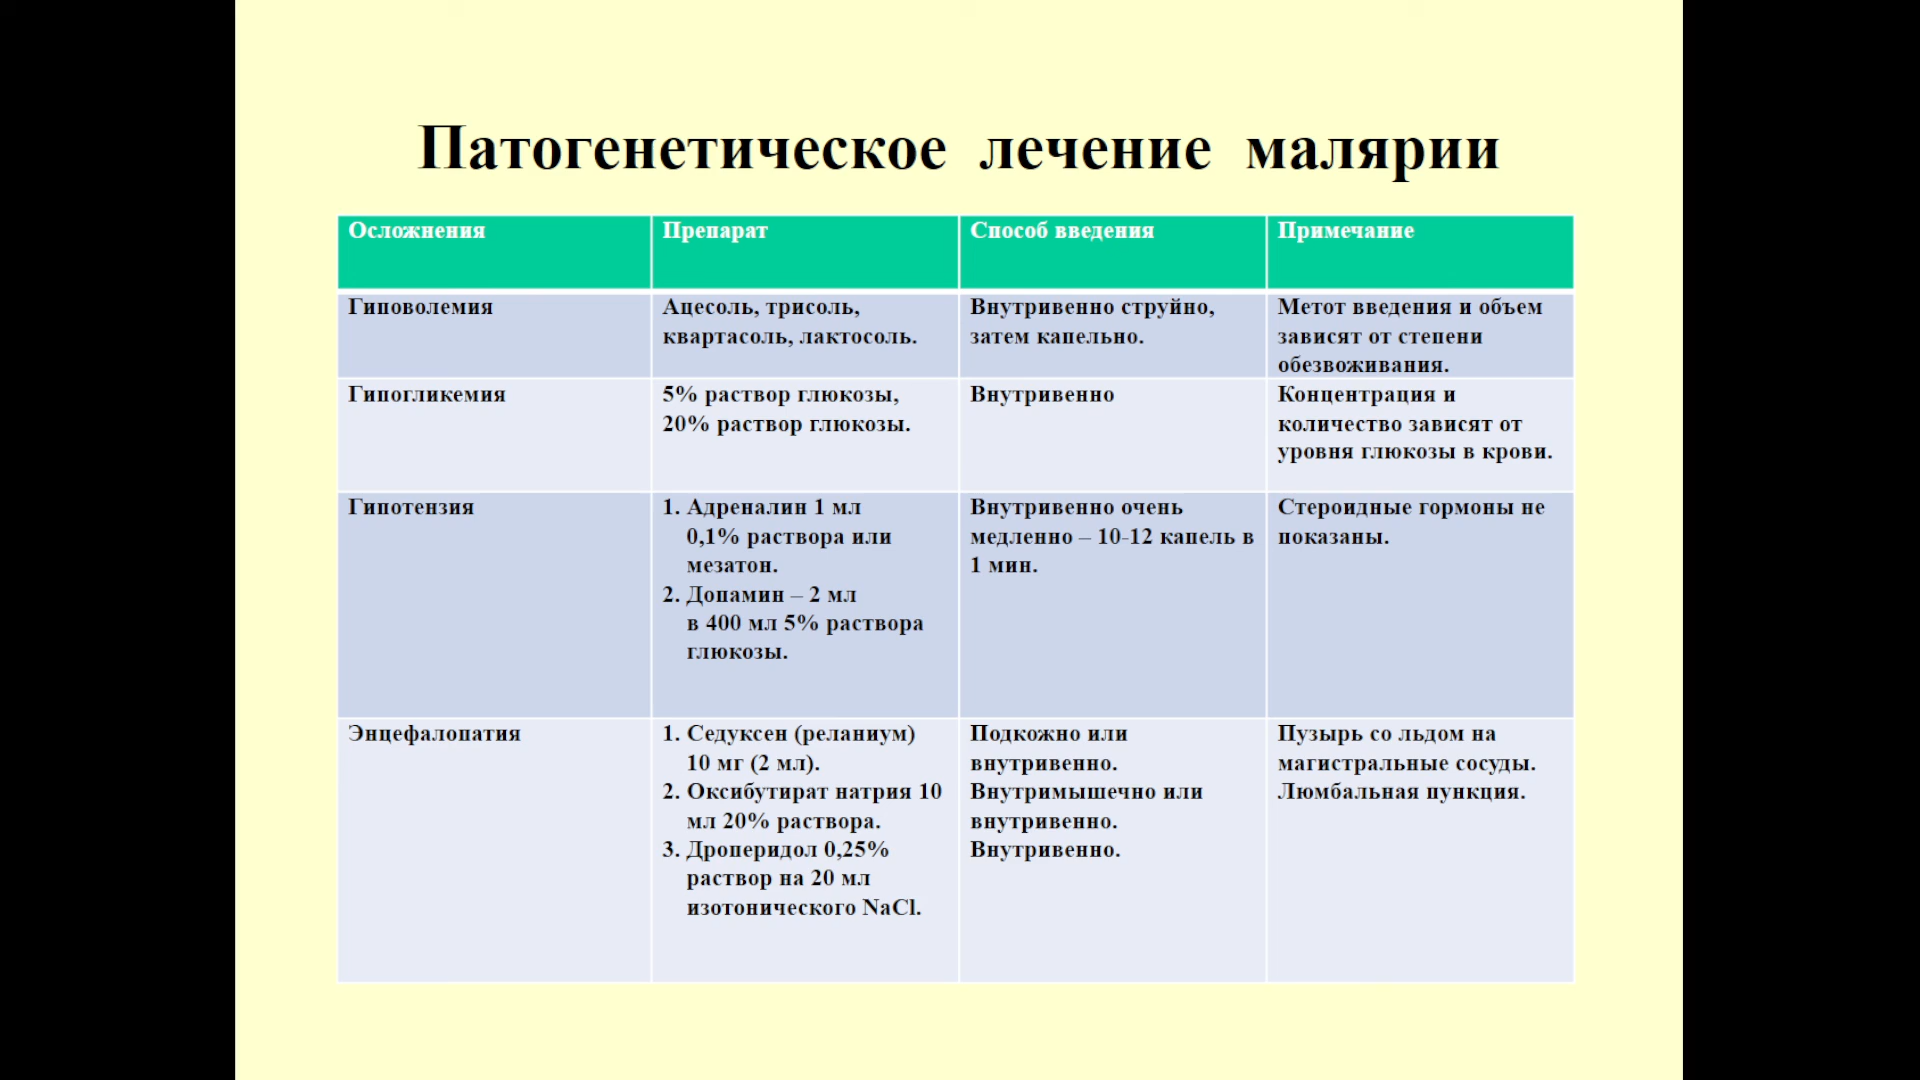 Патогенетическое лечение малярии
Осложнения
Препарат
Способ введения
Примечание
Гиповолемия
Ацесоль, трисоль,
квартасоль, лактосоль.
Внутривенно струйно,
затем капельно.
Метот введения и объем
зависят от степени
обезвоживания.
Гипогликемия
5% раствор глюкозы,
20% раствор глюкозы.
Внутривенно
Концентрация и
количество зависят от
уровня глюкозы в крови.
Гипотензия
1. Адреналин 1 мл
0,1% раствора или
мезатон.
2. Допамин – 2 мл
в 400 мл 5% раствора
глюкозы.
Внутривенно очень
медленно – 10-12 капель в
1 мин.
Стероидные гормоны не
показаны.
Энцефалопатия
1. Седуксен (реланиум)
10 мг (2 мл).
2. Оксибутират натрия 10
мл 20% раствора.
3. Дроперидол 0,25%
раствор на 20 мл
изотонического NaCl.
Подкожно или
внутривенно.
Внутримышечно или
внутривенно.
Внутривенно.
Пузырь со льдом на
магистральные сосуды.
Люмбальная пункция.